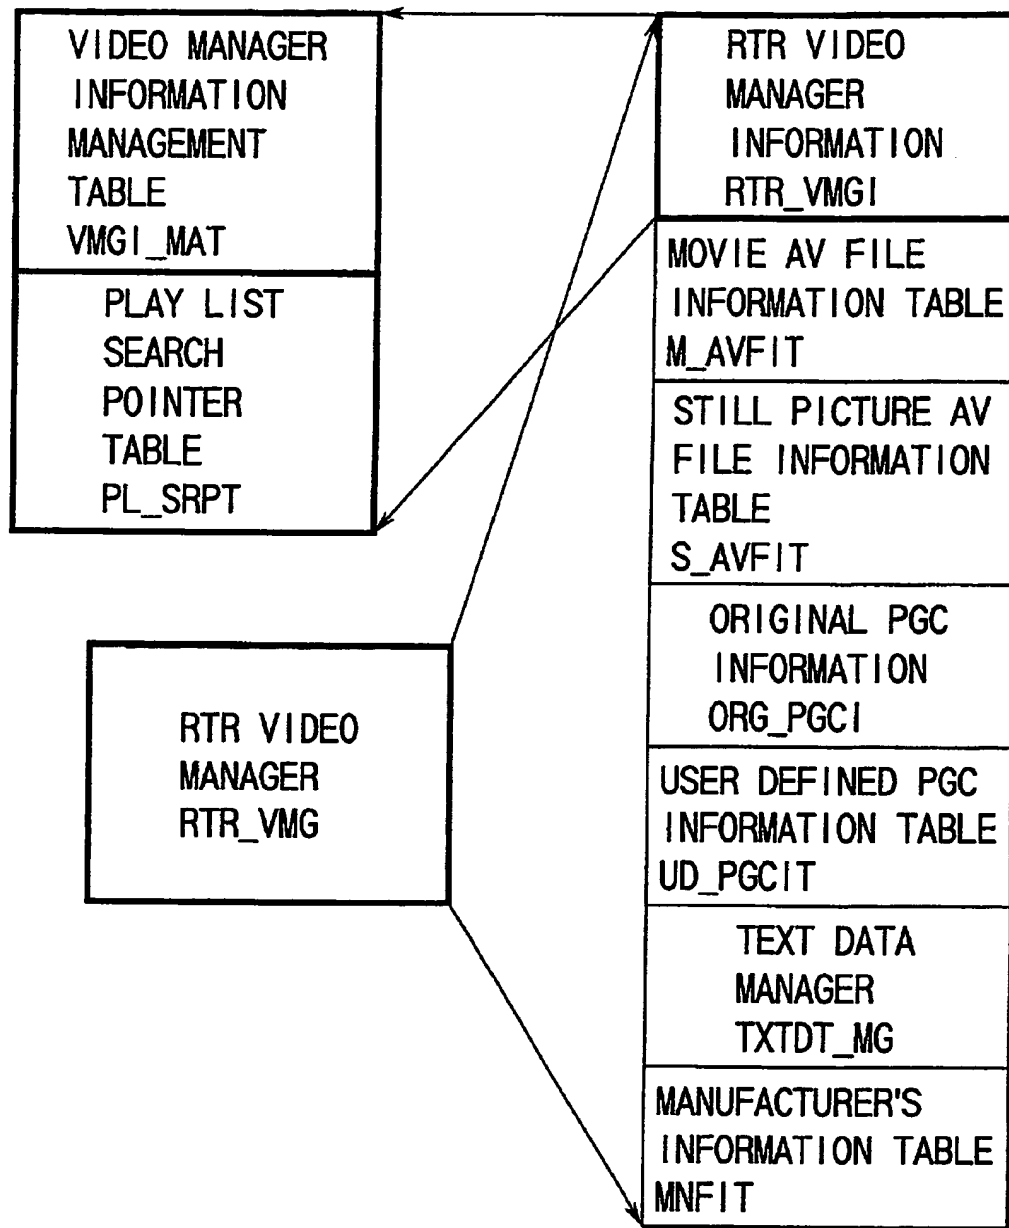 VIDEO MANAGER
INFORMATION
MANAGEMENT
TABLE
VMGI_MAT
PLAY LIST
SEARCH
POINTER
TABLE
PL_SRPT
RTR VIDEO
MANAGER
RTR_VMG
RTR VIDEO
MANAGER
INFORMATION
RTR_VMGI
MOVIE AV FILE
INFORMATION TABLE
M_AVFIT
STILL PICTURE AV
FILE INFORMATION
TABLE
S_AVFIT
ORIGINAL PGC
INFORMATION
ORG_PGCI
USER DEFINED PGC
INFORMATION TABLE
UD_PGCIT
TEXT DATA
MANAGER
TXTDT_MG
MANUFACTURER'S
INFORMATION TABLE
MNFIT